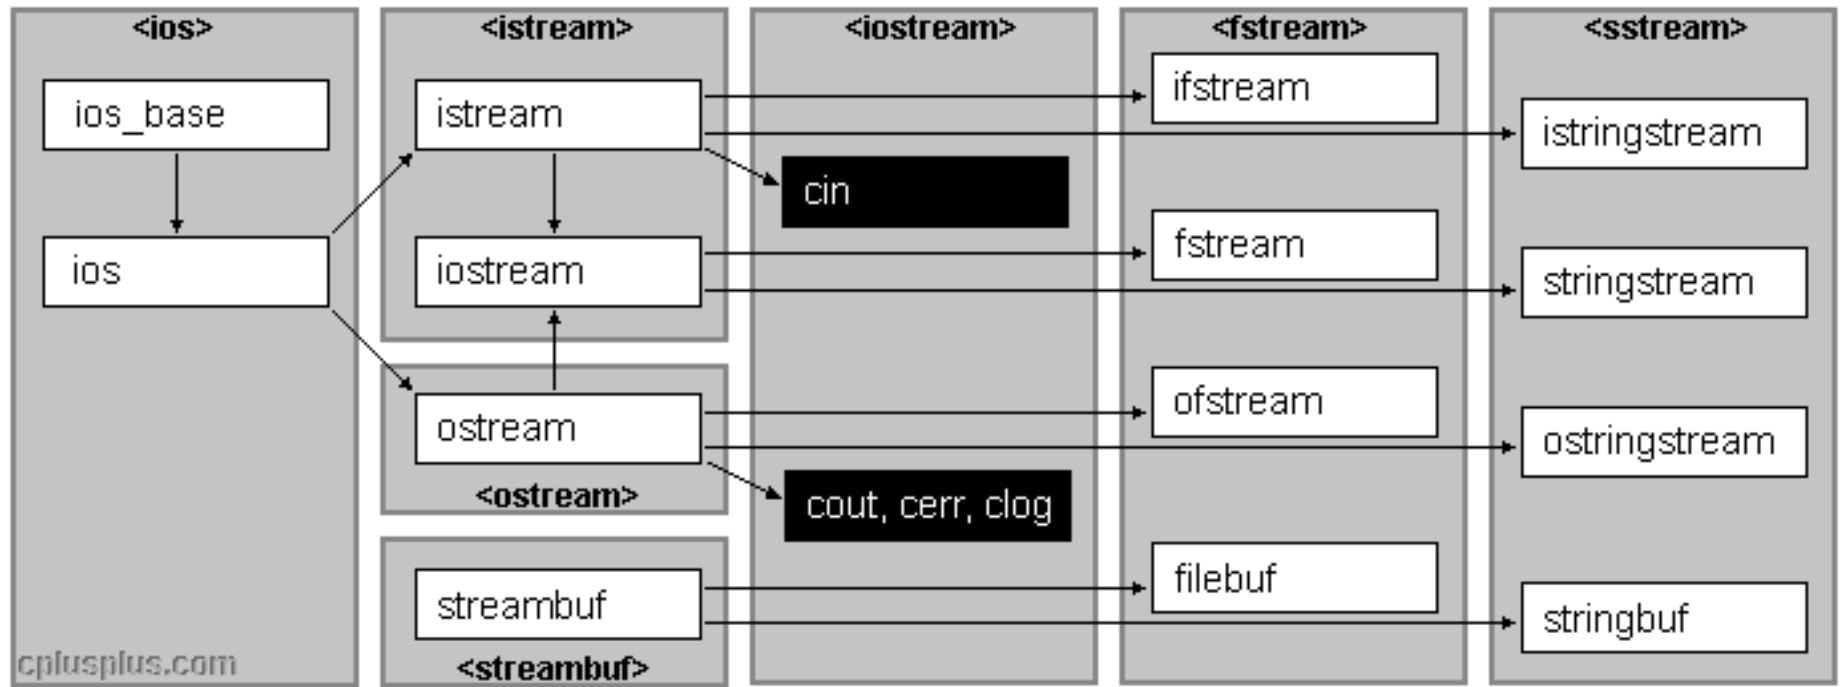 <ios>
ios_base
ios
cplusplus.com
<istream>
istream
iostream
ostream
<ostream>
streambuf
<streambuf>
<iostream>
cin
cout, cerr, clog
<fstream>
ifstream
fstream
ofstream
filebuf
<sstream>
istringstream
stringstream
ostringstream
stringbuf